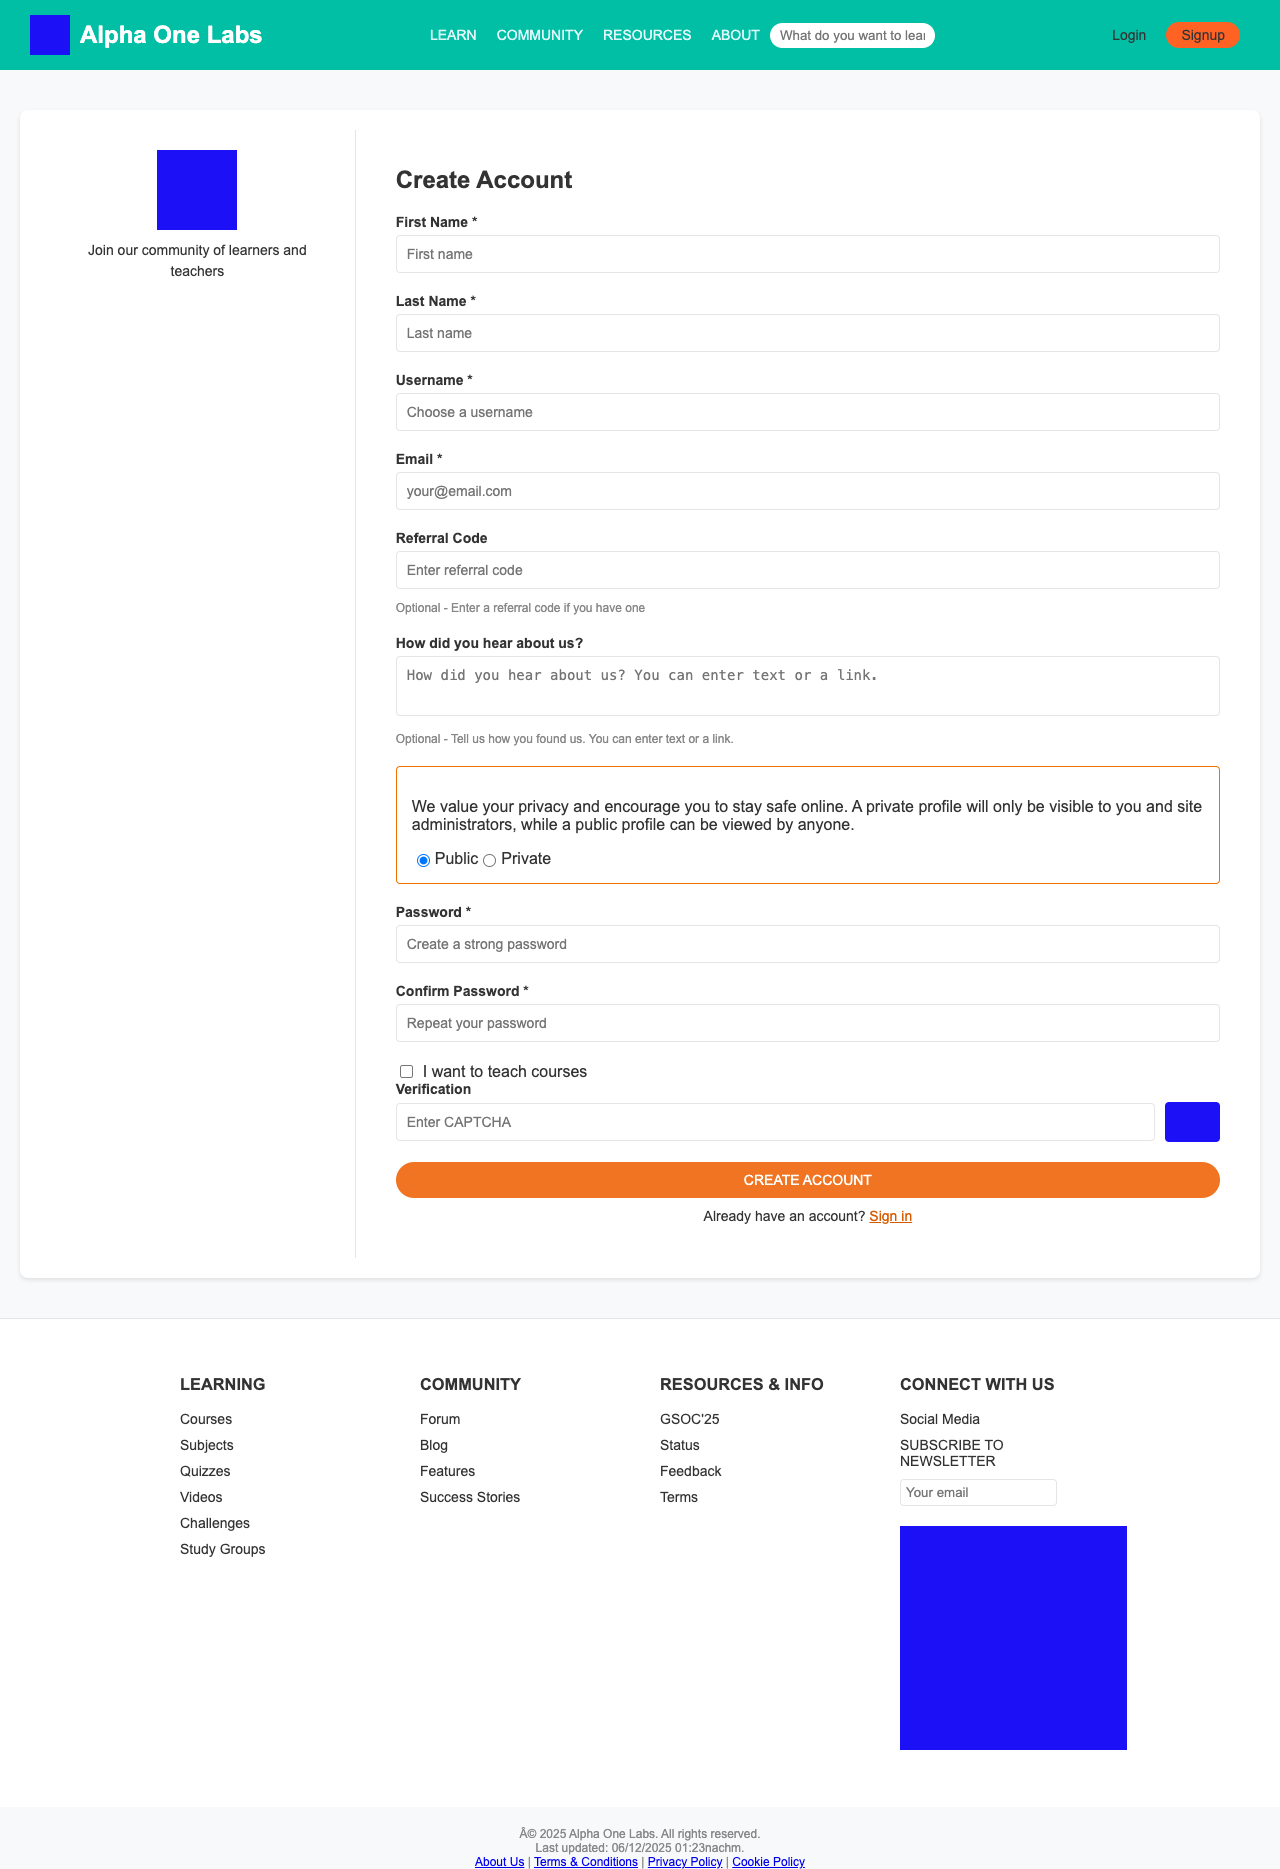 Alpha One Labs
LEARN COMMUNITY RESOURCES ABOUT What do you want to lear
Login Signup
Join our community of learners and
teachers
Create Account
First Name *
First name
Last Name *
Last name
Username *
Choose a username
Email *
your@email.com
Referral Code
Enter referral code
Optional - Enter a referral code if you have one
How did you hear about us?
How did you hear about us? You can enter text or a link.
Optional - Tell us how you found us. You can enter text or a link.
We value your privacy and encourage you to stay safe online. A private profile will only be visible to you and site
administrators, while a public profile can be viewed by anyone.
Public Private
Password *
Create a strong password
Confirm Password *
Repeat your password
I want to teach courses
Verification
Enter CAPTCHA
CREATE ACCOUNT
Already have an account? Sign in
LEARNING
Courses
Subjects
Quizzes
Videos
Challenges
Study Groups
COMMUNITY
Forum
Blog
Features
Success Stories
RESOURCES & INFO
GSOC'25
Status
Feedback
Terms
CONNECT WITH US
Social Media
SUBSCRIBE TO
NEWSLETTER
Your email
Â© 2025 Alpha One Labs. All rights reserved.
Last updated: 06/12/2025 01:23nachm.
About Us | Terms & Conditions | Privacy Policy | Cookie Policy